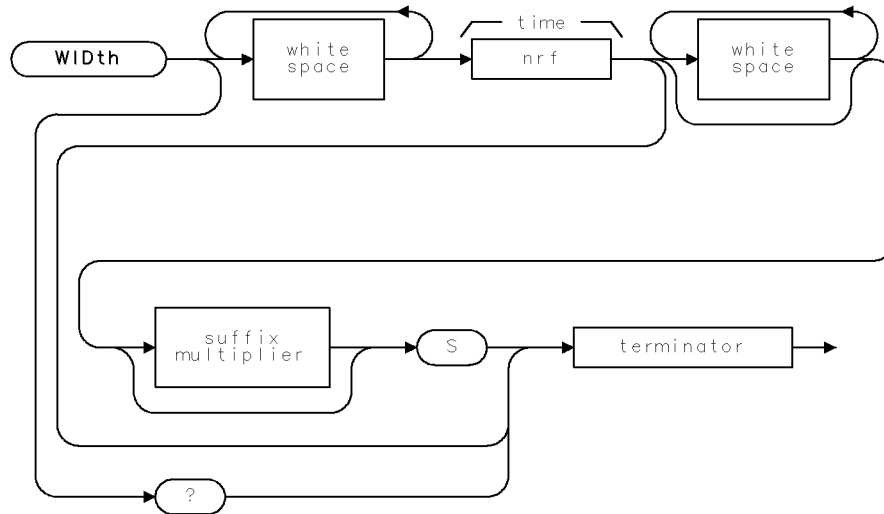 WIDth
white
space
time
nrf
white
space
suffix
multiplier
S
terminator
?